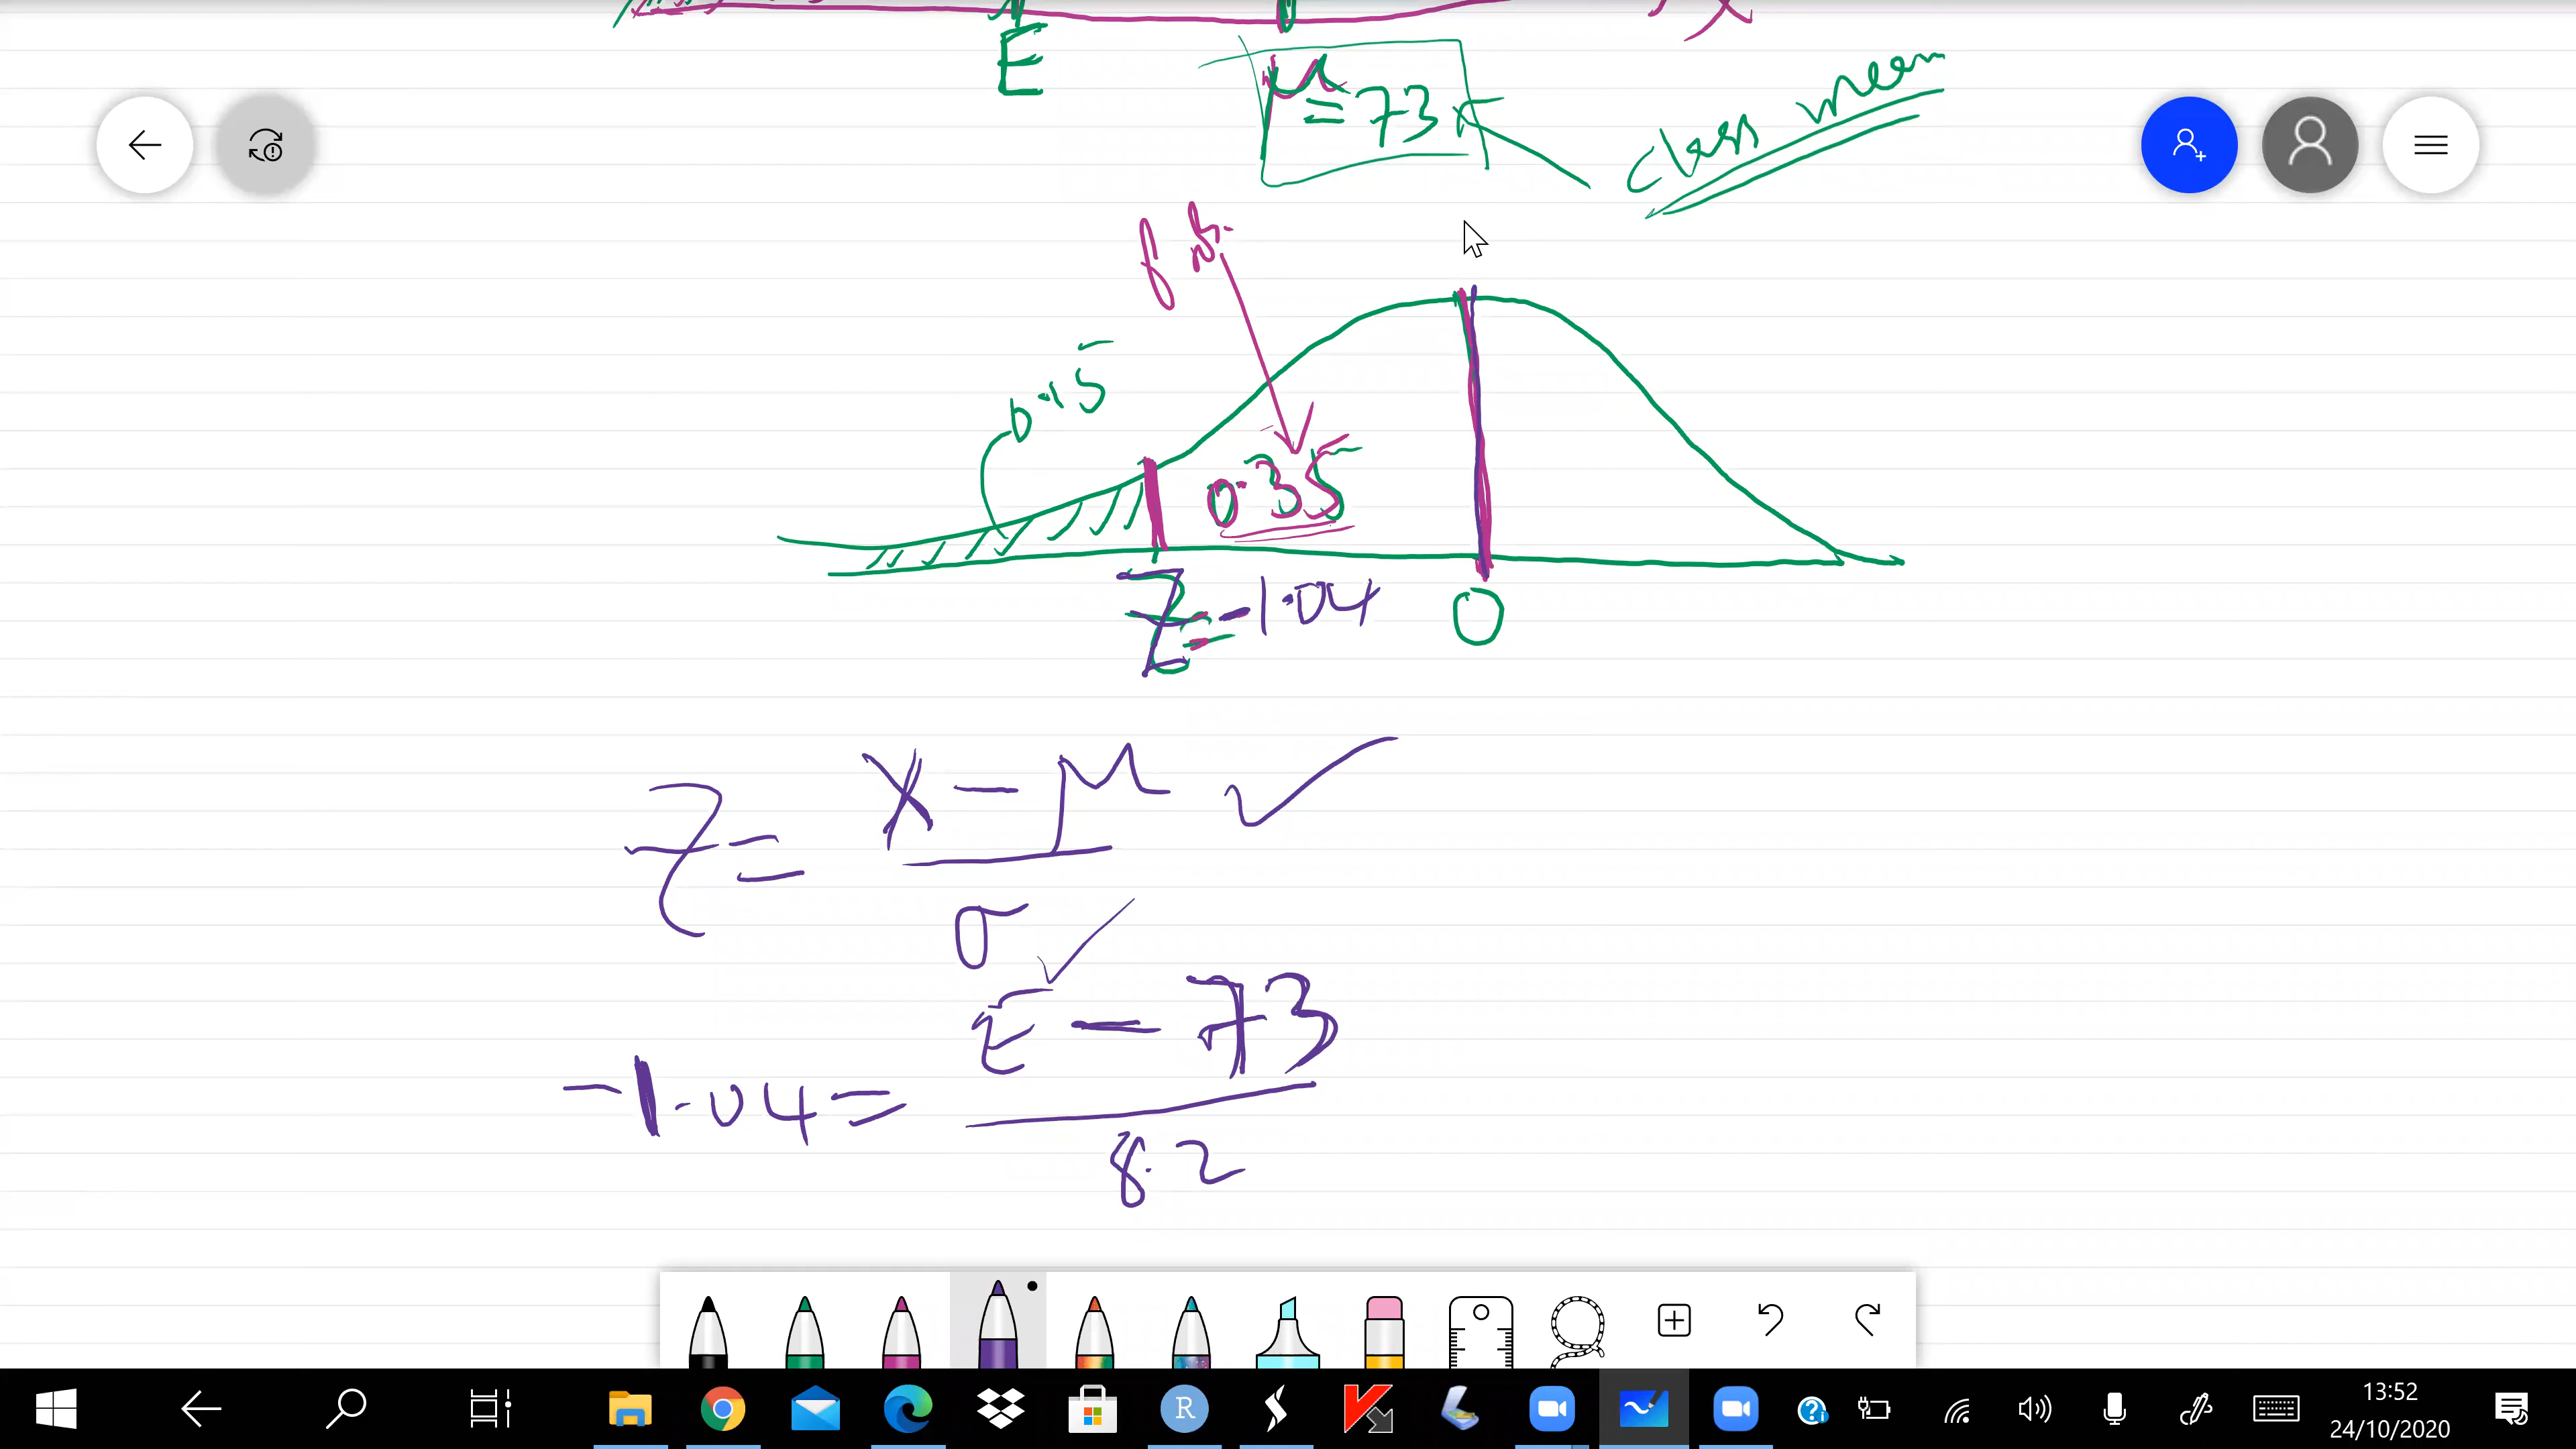 E
μ
= 73
class mean
0.15
0.35
Z = -1.04
0
Z = X - μ
σ
-1.04 = E - 73
8.2
R
13:52
24/10/2020